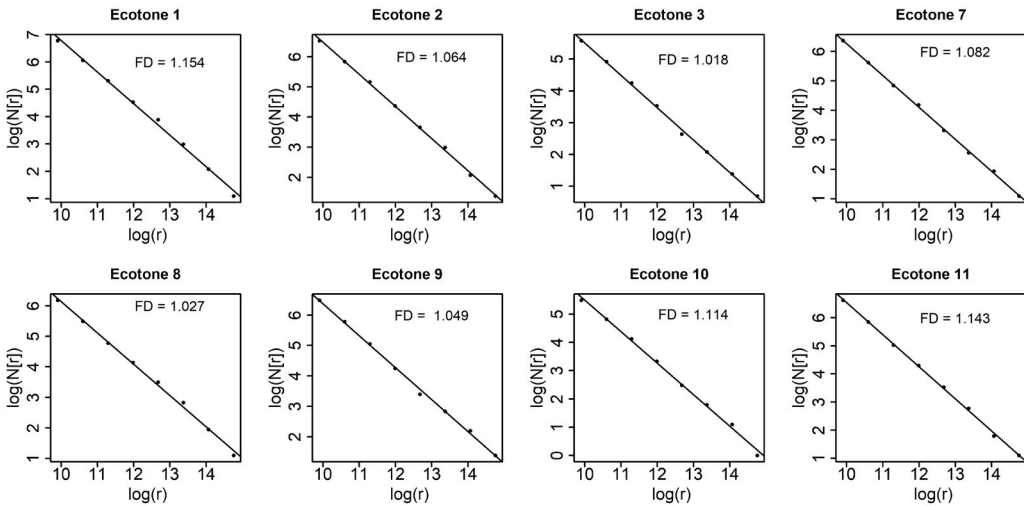 Ecotone 1
FD = 1.154
log(N[r])
7
6
5
4
3
2
1
10 11 12 13 14
log(r)
Ecotone 2
FD = 1.064
log(N[r])
6
5
4
3
2
10 11 12 13 14
log(r)
Ecotone 3
FD = 1.018
log(N[r])
5
4
3
2
1
10 11 12 13 14
log(r)
Ecotone 7
FD = 1.082
log(N[r])
6
5
4
3
2
1
10 11 12 13 14
log(r)
Ecotone 8
FD = 1.027
log(N[r])
6
5
4
3
2
1
10 11 12 13 14
log(r)
Ecotone 9
FD = 1.049
log(N[r])
6
5
4
3
2
10 11 12 13 14
log(r)
Ecotone 10
FD = 1.114
log(N[r])
5
4
3
2
1
0
10 11 12 13 14
log(r)
Ecotone 11
FD = 1.143
log(N[r])
6
5
4
3
2
1
10 11 12 13 14
log(r)